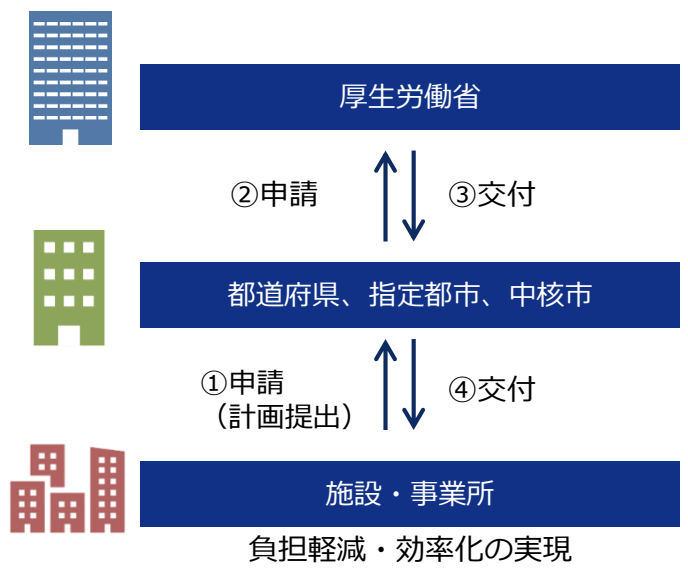 厚生労働省
②申請
③交付
都道府県、指定都市、中核市
①申請
（計画提出）
④交付
施設・事業所
負担軽減・効率化の実現